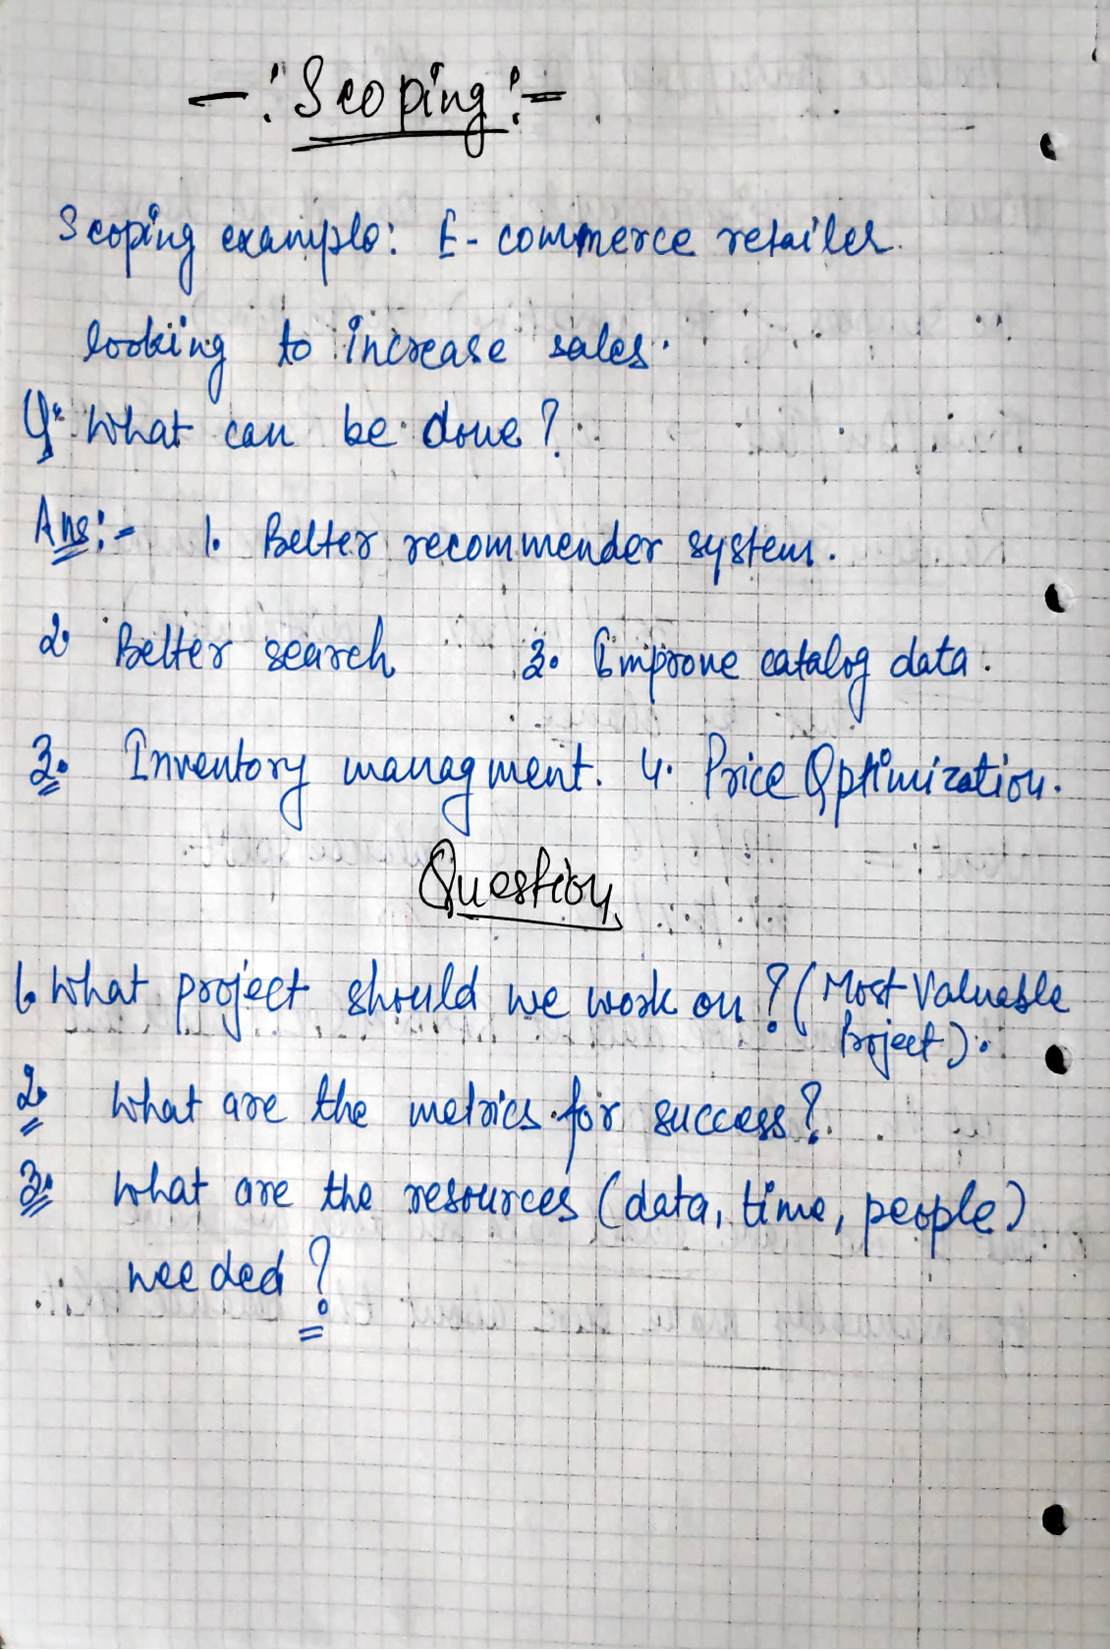 -:Scoping:-
Scoping example: E-commerce retailer
looking to increase sales.
Q: What can be done?
Ans:- 1. Better recommender system.
2. Better search 3. Improve catalog data.
3. Inventory managment. 4. Price Optimization.
Question
1. What project should we work on? (Most Valuable
Project).
2. What are the metrics for success?
3. What are the resources (data, time, people)
needed?